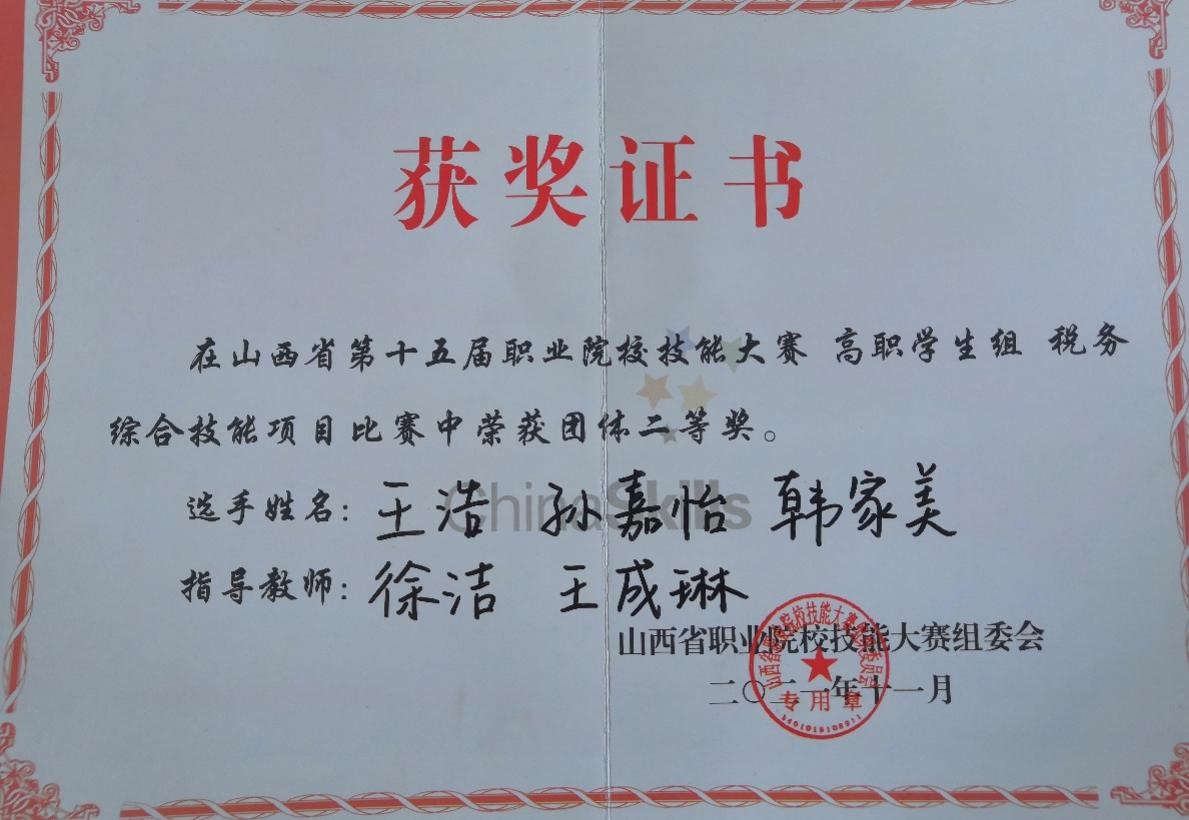 获奖证书
在山西省第十五届职业院校技能大赛 高职学生组 税务
综合技能项目比赛中荣获团体二等奖。
ChinaSkills
选手姓名：王浩 孙嘉怡 韩家美
指导教师：徐洁 王成琳
山西省职业院校技能大赛组委会
二〇二一年十一月
专用章